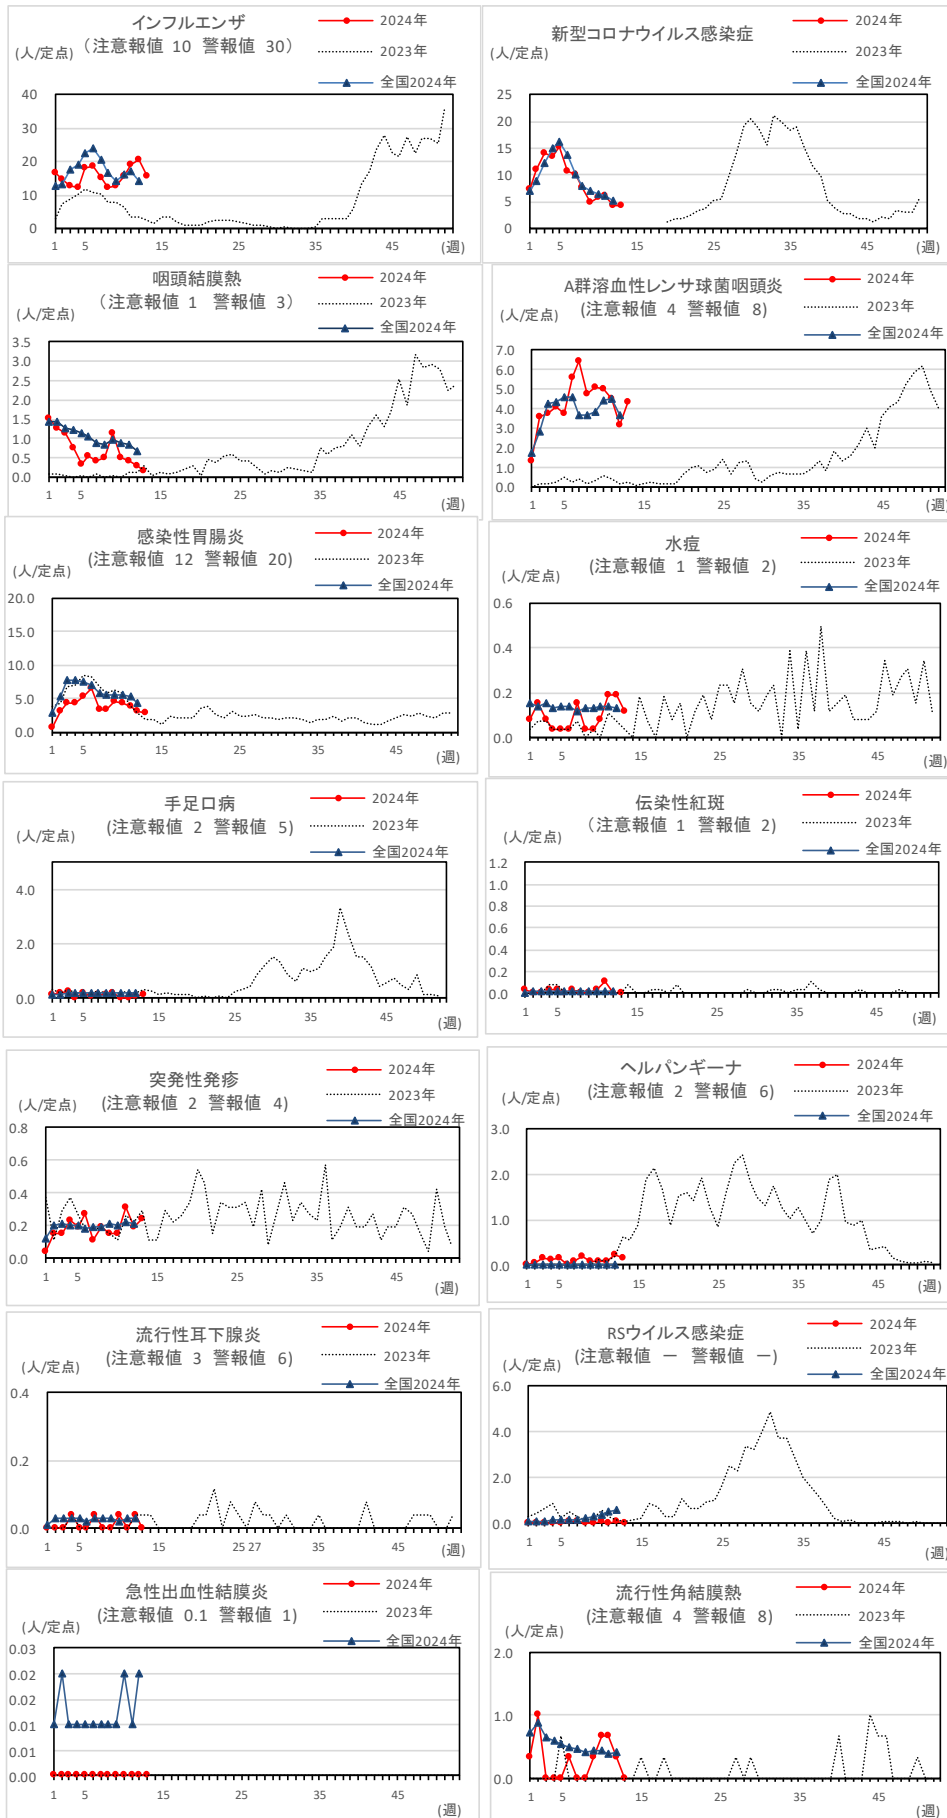 インフルエンザ
(注意報値 10 警報値 30)
(人/定点)
2024年
2023年
全国2024年
40
30
20
10
0
1 5 15 25 35 45 (週)
新型コロナウイルス感染症
(人/定点)
2024年
2023年
全国2024年
25
20
15
10
5
0
1 5 15 25 35 45 (週)
咽頭結膜熱
(注意報値 1 警報値 3)
(人/定点)
2024年
2023年
全国2024年
3.5
3.0
2.5
2.0
1.5
1.0
0.5
0.0
1 5 15 25 35 45 (週)
A群溶血性レンサ球菌咽頭炎
(注意報値 4 警報値 8)
(人/定点)
2024年
2023年
全国2024年
7.0
6.0
5.0
4.0
3.0
2.0
1.0
0.0
1 5 15 25 35 45 (週)
感染性胃腸炎
(注意報値 12 警報値 20)
(人/定点)
2024年
2023年
全国2024年
20.0
15.0
10.0
5.0
0.0
1 5 15 25 35 45 (週)
水痘
(注意報値 1 警報値 2)
(人/定点)
2024年
2023年
全国2024年
0.6
0.4
0.2
0.0
1 5 15 25 35 45 (週)
手足口病
(注意報値 2 警報値 5)
(人/定点)
2024年
2023年
全国2024年
4.0
2.0
0.0
1 5 15 25 35 45 (週)
伝染性紅斑
(注意報値 1 警報値 2)
(人/定点)
2024年
2023年
全国2024年
1.2
1.0
0.8
0.6
0.4
0.2
0.0
1 5 15 25 35 45 (週)
突発性発疹
(注意報値 2 警報値 4)
(人/定点)
2024年
2023年
全国2024年
0.8
0.6
0.4
0.2
0.0
1 5 15 25 35 45 (週)
ヘルパンギーナ
(注意報値 2 警報値 6)
(人/定点)
2024年
2023年
全国2024年
3.0
2.0
1.0
0.0
1 5 15 25 35 45 (週)
流行性耳下腺炎
(注意報値 3 警報値 6)
(人/定点)
2024年
2023年
全国2024年
0.4
0.2
0.0
1 5 15 25 27 35 45 (週)
RSウイルス感染症
(注意報値 ー 警報値 ー)
(人/定点)
2024年
2023年
全国2024年
6.0
4.0
2.0
0.0
1 5 15 25 35 45 (週)
急性出血性結膜炎
(注意報値 0.1 警報値 1)
(人/定点)
2024年
2023年
全国2024年
0.03
0.02
0.02
0.01
0.01
0.00
1 5 15 25 35 45 (週)
流行性角結膜熱
(注意報値 4 警報値 8)
(人/定点)
2024年
2023年
全国2024年
2.0
1.0
0.0
1 5 15 25 35 45 (週)